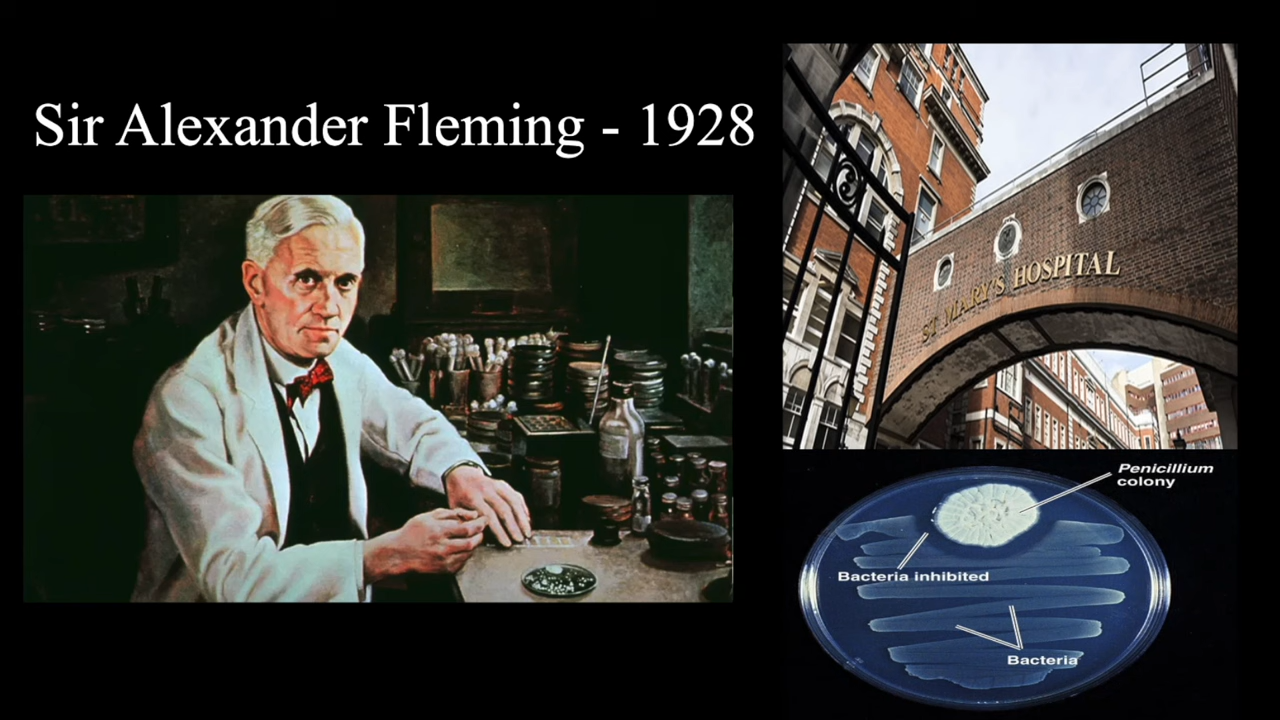 Sir Alexander Fleming - 1928
ST MARY'S HOSPITAL
Penicillium
colony
Bacteria inhibited
Bacteria